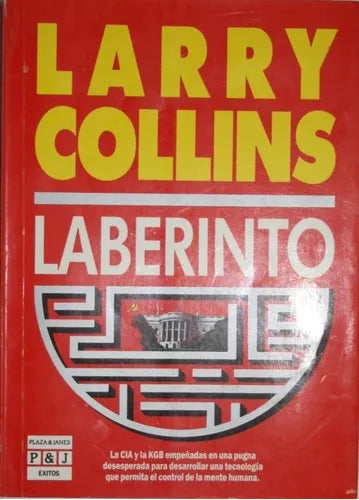 LARRY
COLLINS
LABERINTO
PLAZA & JANES
P & J
EXITOS
La CIA y la KGB empeñadas en una pugna
desesperada para desarrollar una tecnología
que permita el control de la mente humana.